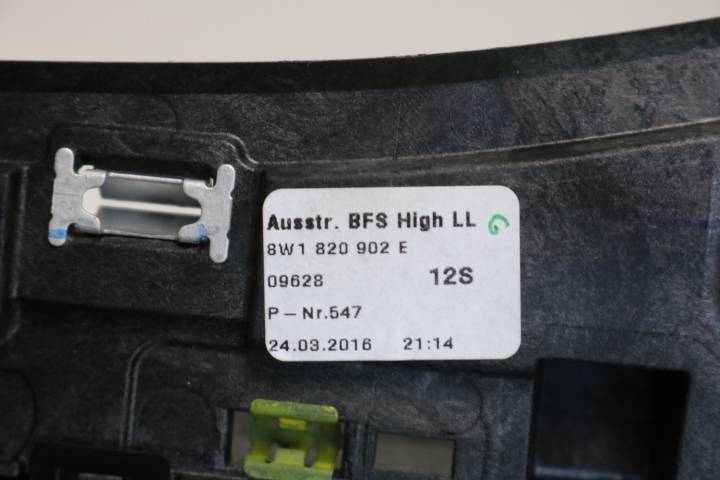 Ausstr. BFS High LL
8W1 820 902 E
09628 12S
P – Nr.547
24.03.2016 21:14